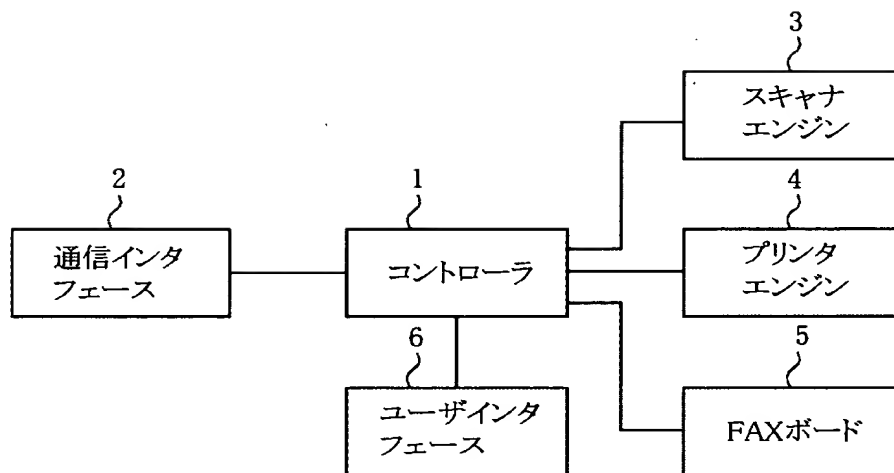 3
スキャナ
エンジン
2
通信インタ
フェース
1
コントローラ
4
プリンタ
エンジン
6
ユーザインタ
フェース
5
FAXボード